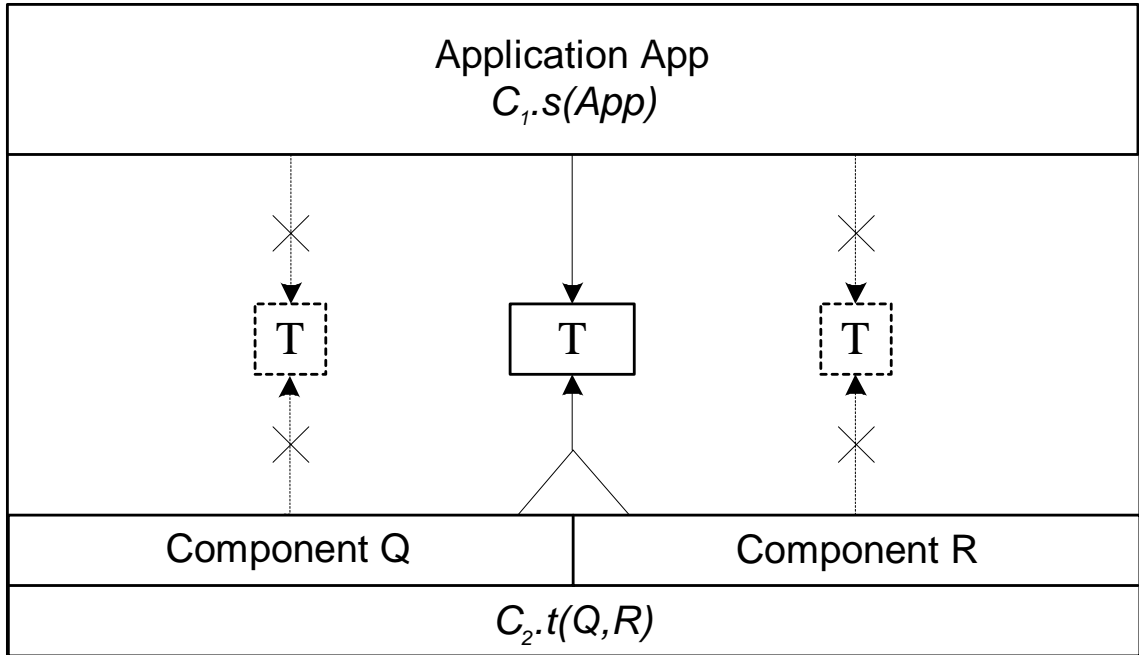 Application App
C₁.s(App)
T T T
Component Q Component R
C₂.t(Q,R)